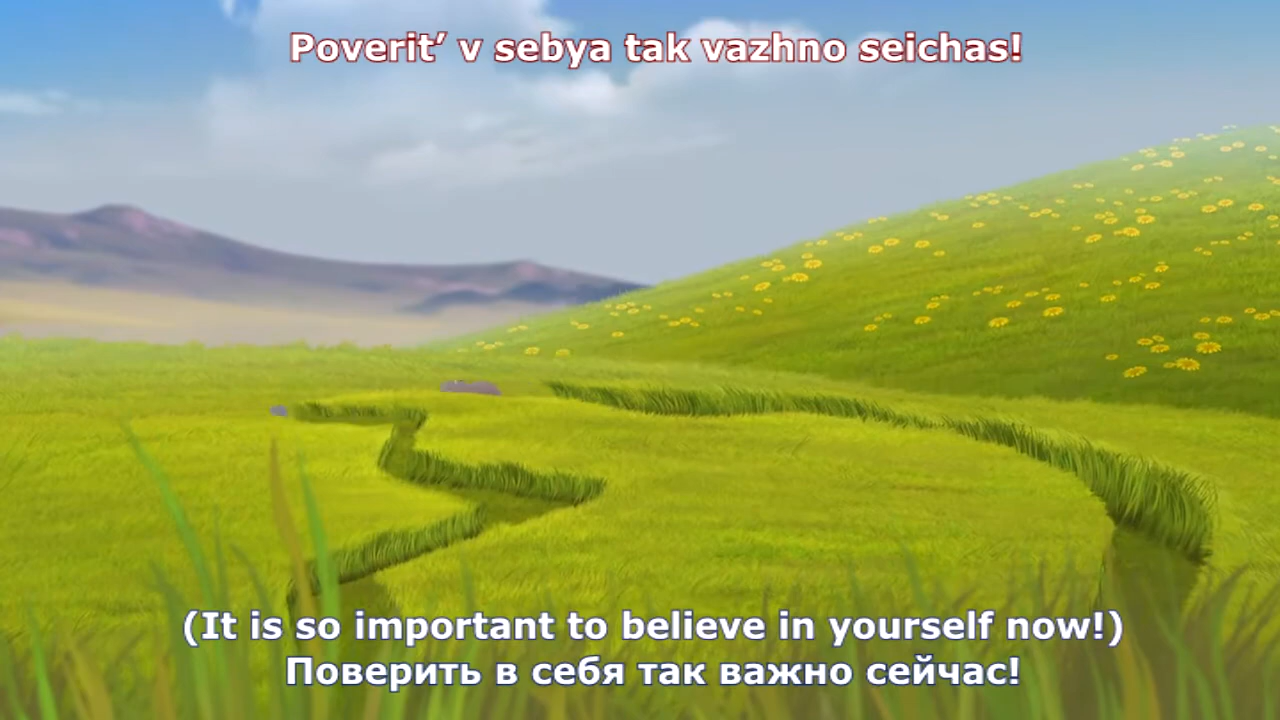 Poverit’ v sebya tak vazhno seichas!
(It is so important to believe in yourself now!)
Поверить в себя так важно сейчас!